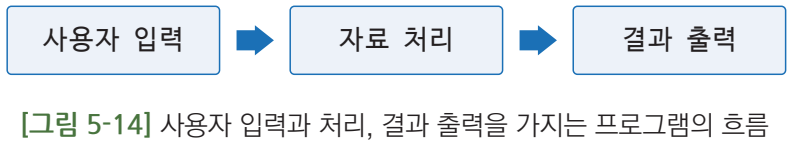 사용자 입력 자료 처리 결과 출력
[그림 5-14] 사용자 입력과 처리, 결과 출력을 가지는 프로그램의 흐름